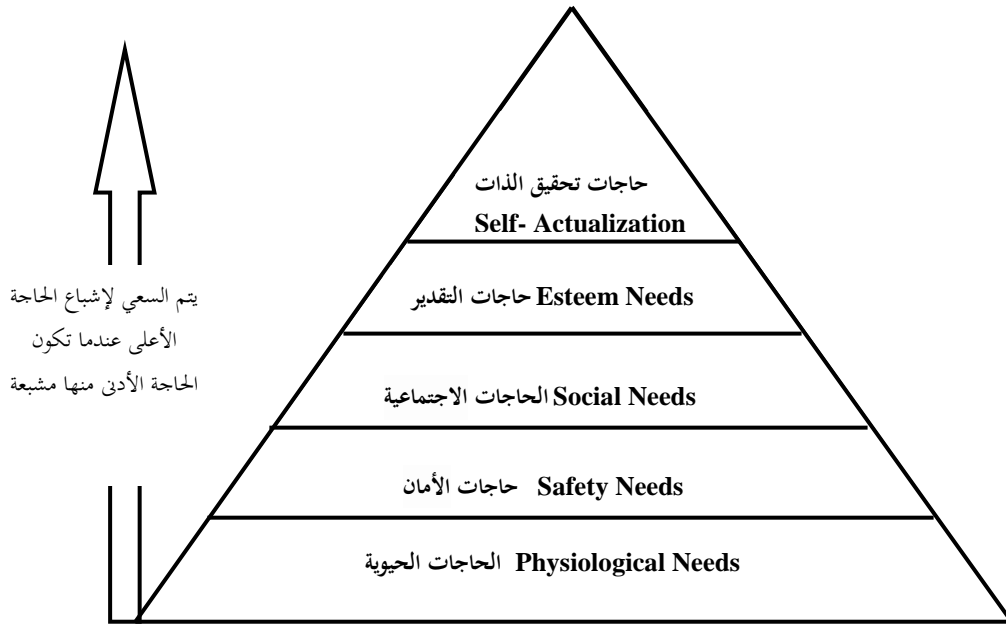 حاجات تحقيق الذات
Self- Actualization
حاجات التقدير Esteem Needs
يتم السعي لإشباع الحاجة
الأعلى عندما تكون
الحاجة الأدنى منها مشبعة
الحاجات الاجتماعية Social Needs
حاجات الأمان Safety Needs
الحاجات الحيوية Physiological Needs